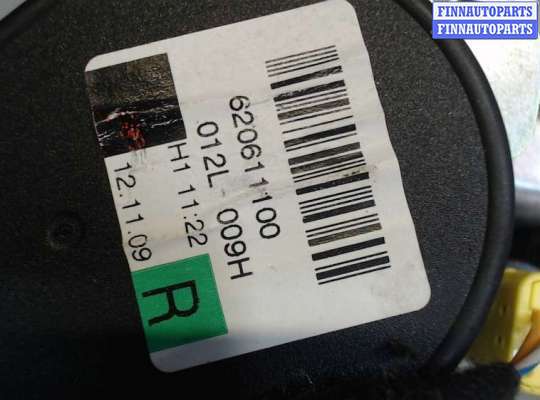 FINNAUTOPARTS
FINNAUTOPARTS
620611100
012L 009H
H1 11:22
12.11.09
R